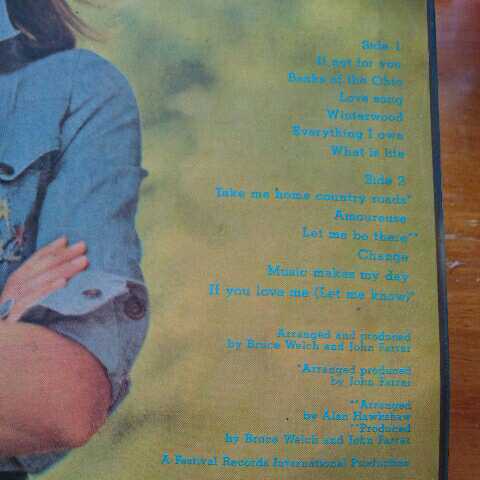 Side 1
If not for you
Banks of the Ohio
Love song
Winterwood
Everything I own
What is life
Side 2
Take me home country roads*
Amoureuse
Let me be there**
Change
Music makes my day
If you love me (Let me know)*
Arranged and produced
by Bruce Welch and John Farrar
*Arranged produced
by John Farrar
**Arranged
by Alan Hawkshaw
**Produced
by Bruce Welch and John Farrar
A Festival Records International Production